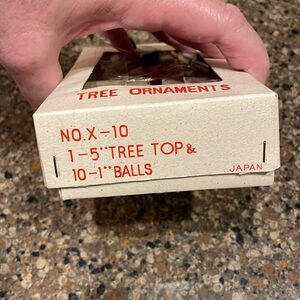 TREE ORNAMENTS
NO.X-10
1-5''TREE TOP&
10-1''BALLS
JAPAN